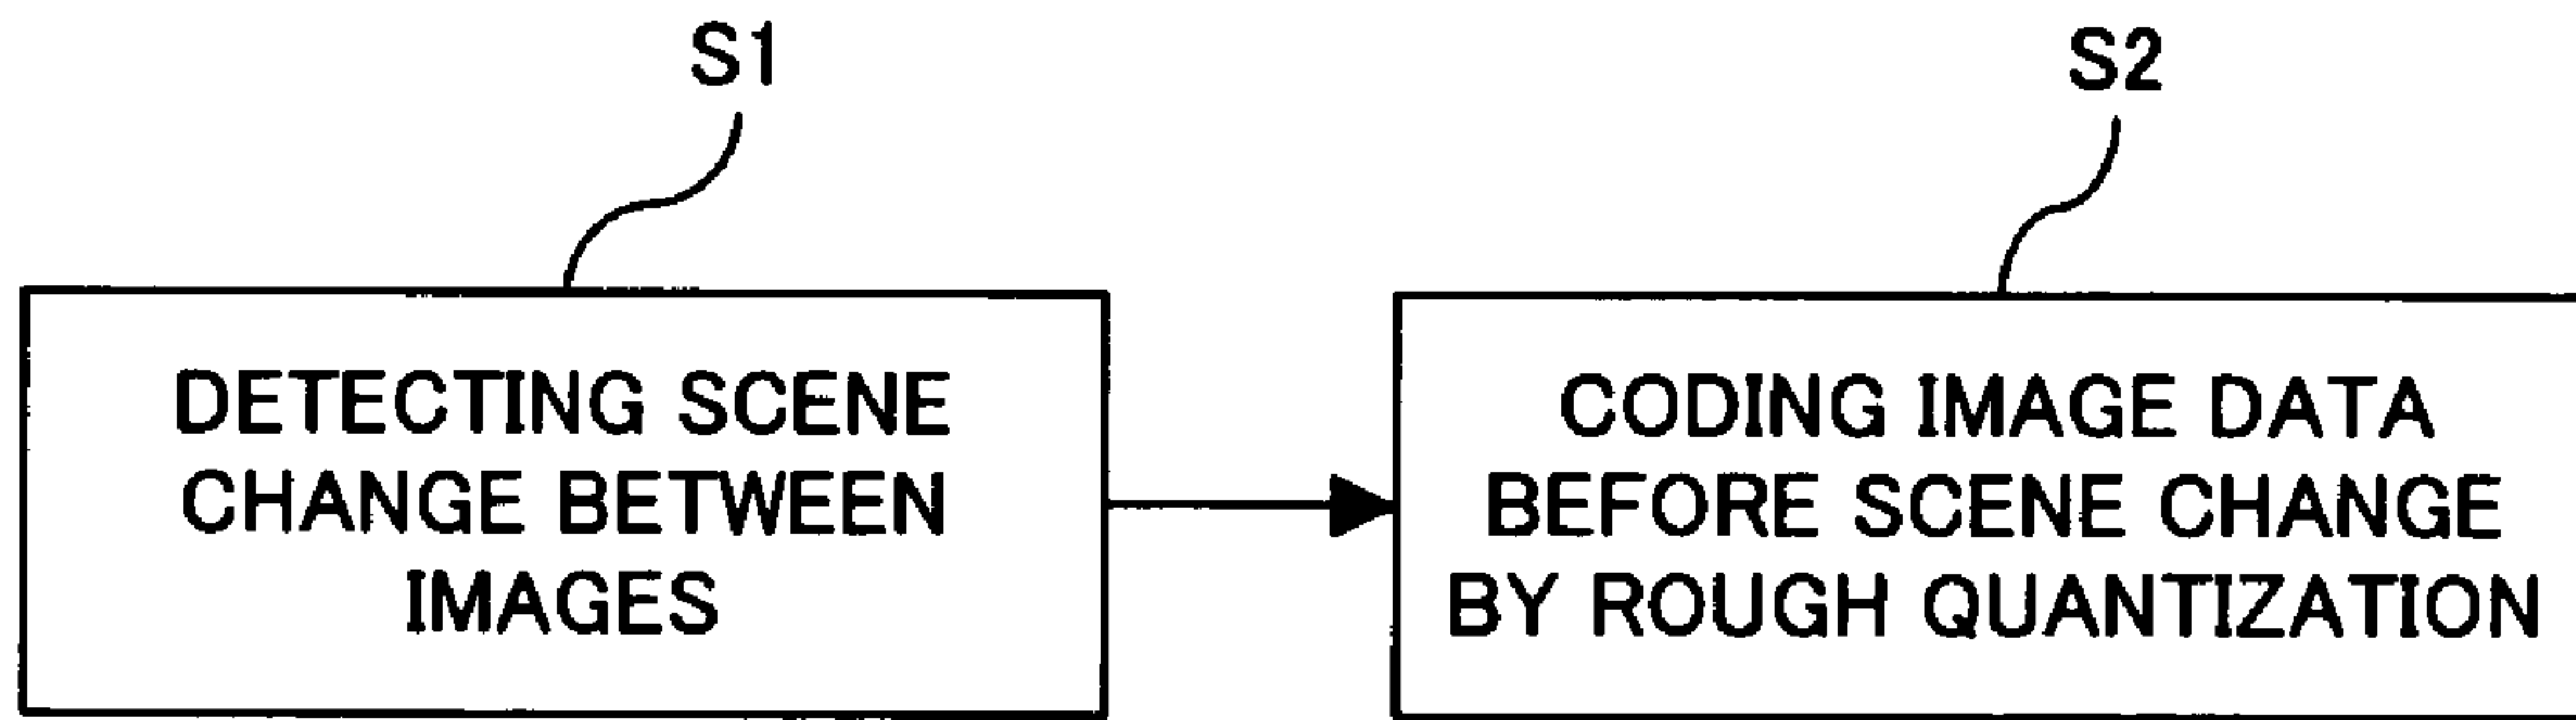 S1
S2
DETECTING SCENE
CHANGE BETWEEN
IMAGES
CODING IMAGE DATA
BEFORE SCENE CHANGE
BY ROUGH QUANTIZATION